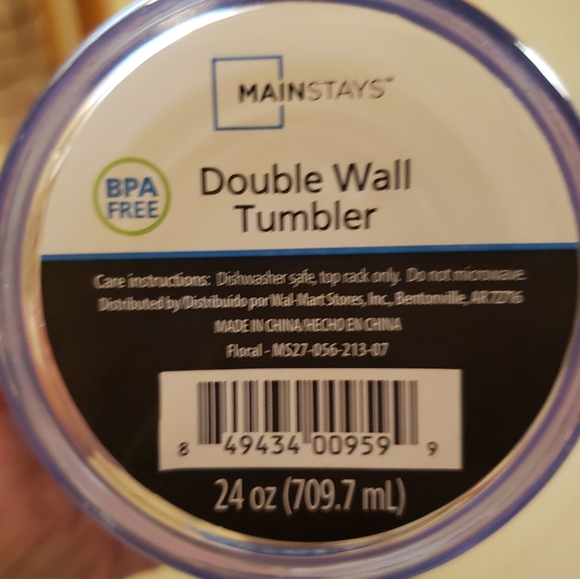 MAINSTAYS™
BPA
FREE
Double Wall
Tumbler
Care instructions: Dishwasher safe, top rack only. Do not microwave.
Distributed by/Distribuido por Wal-Mart Stores, Inc., Bentonville, AR 72716
MADE IN CHINA/HECHO EN CHINA
Floral - MS27-056-213-07
8 49434 00959 9
24 oz (709.7 mL)